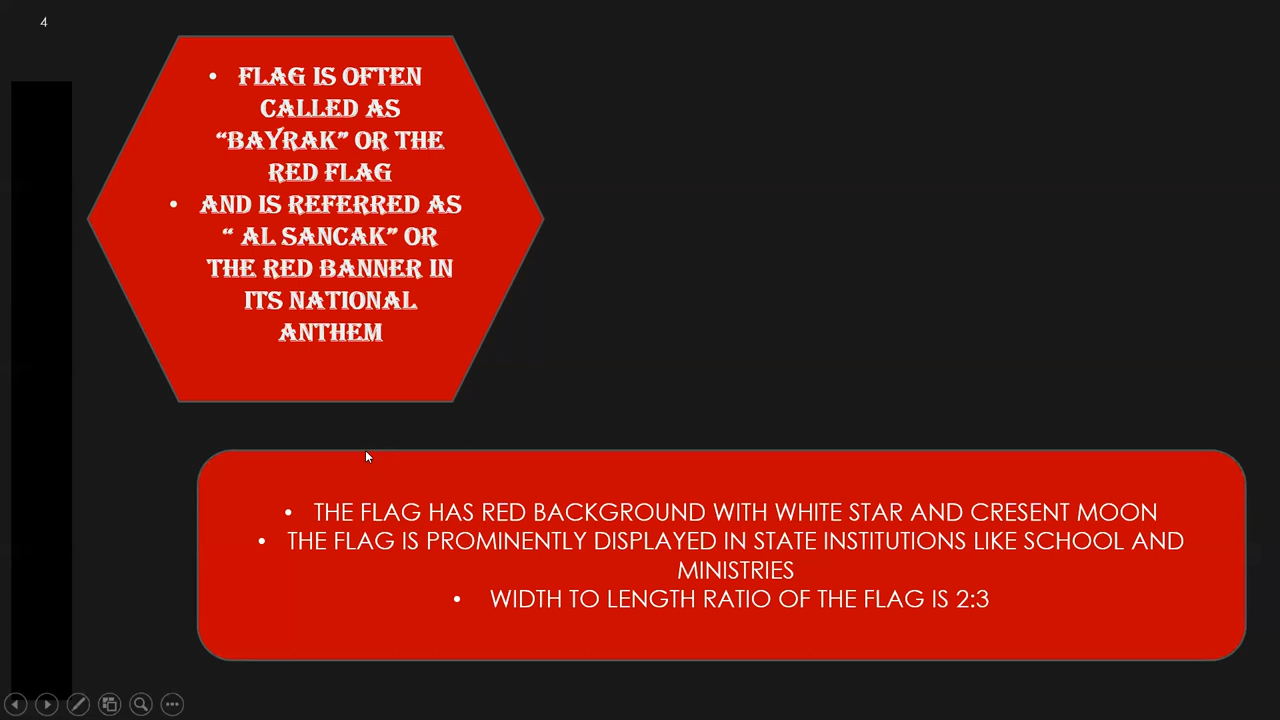 4
• FLAG IS OFTEN
CALLED AS
“BAYRAK” OR THE
RED FLAG
• AND IS REFERRED AS
“ AL SANCAK” OR
THE RED BANNER IN
ITS NATIONAL
ANTHEM
• THE FLAG HAS RED BACKGROUND WITH WHITE STAR AND CRESENT MOON
• THE FLAG IS PROMINENTLY DISPLAYED IN STATE INSTITUTIONS LIKE SCHOOL AND
MINISTRIES
• WIDTH TO LENGTH RATIO OF THE FLAG IS 2:3